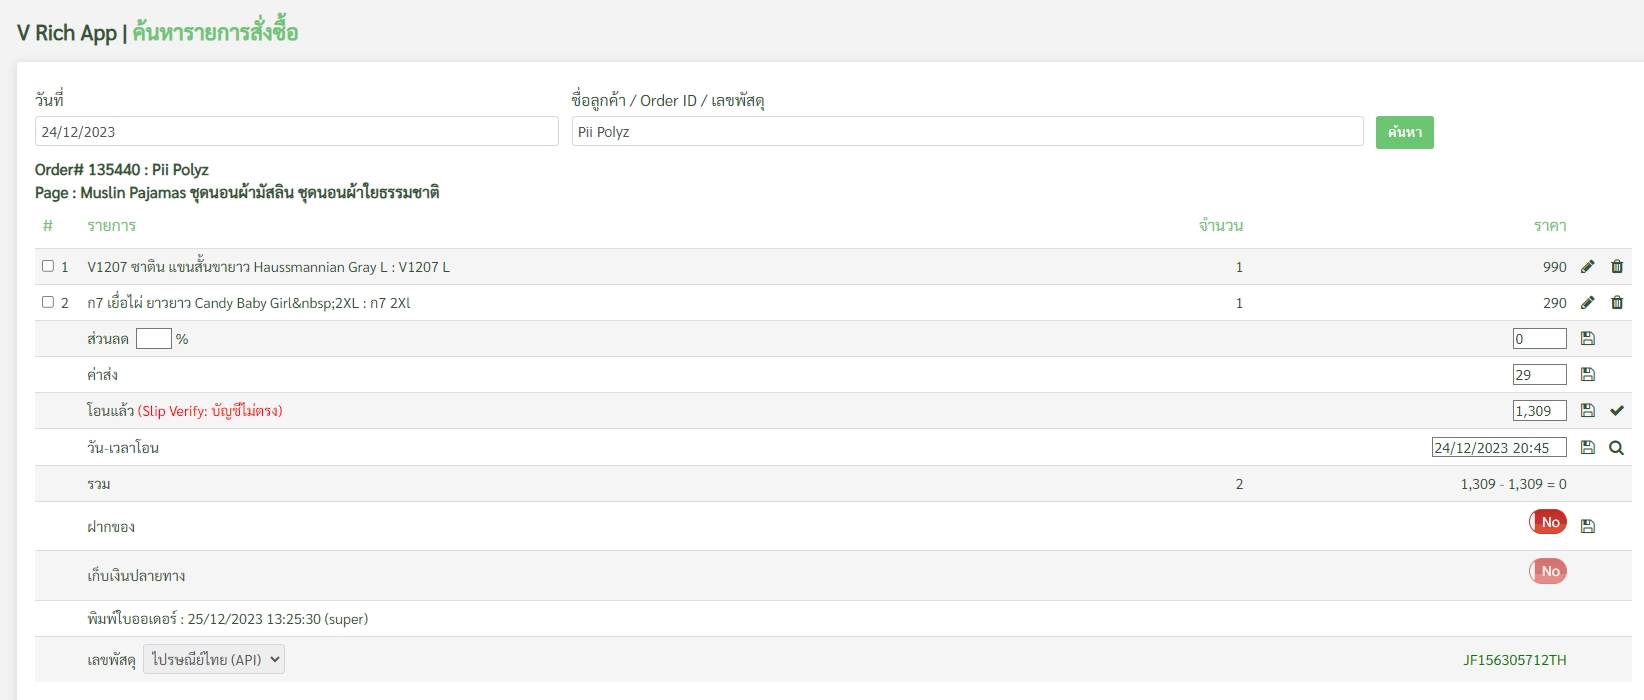 V Rich App | ค้นหารายการสั่งซื้อ
วันที่ ชื่อลูกค้า / Order ID / เลขพัสดุ
24/12/2023 Pii Polyz ค้นหา
Order# 135440 : Pii Polyz
Page : Muslin Pajamas ชุดนอนผ้ามัสลิน ชุดนอนผ้าใยธรรมชาติ
# รายการ จำนวน ราคา
1 V1207 ซาติน แขนสั้นขายาว Haussmannian Gray L : V1207 L 1 990
2 ก7 เยื่อไผ่ ยาวยาว Candy Baby Girl&nbsp;2XL : ก7 2Xl 1 290
ส่วนลด % 0
ค่าส่ง 29
โอนแล้ว (Slip Verify: บัญชีไม่ตรง) 1,309
วัน-เวลาโอน 24/12/2023 20:45
รวม 2 1,309 - 1,309 = 0
ฝากของ No
เก็บเงินปลายทาง No
พิมพ์ใบออเดอร์ : 25/12/2023 13:25:30 (super)
เลขพัสดุ ไปรษณีย์ไทย (API) JF156305712TH